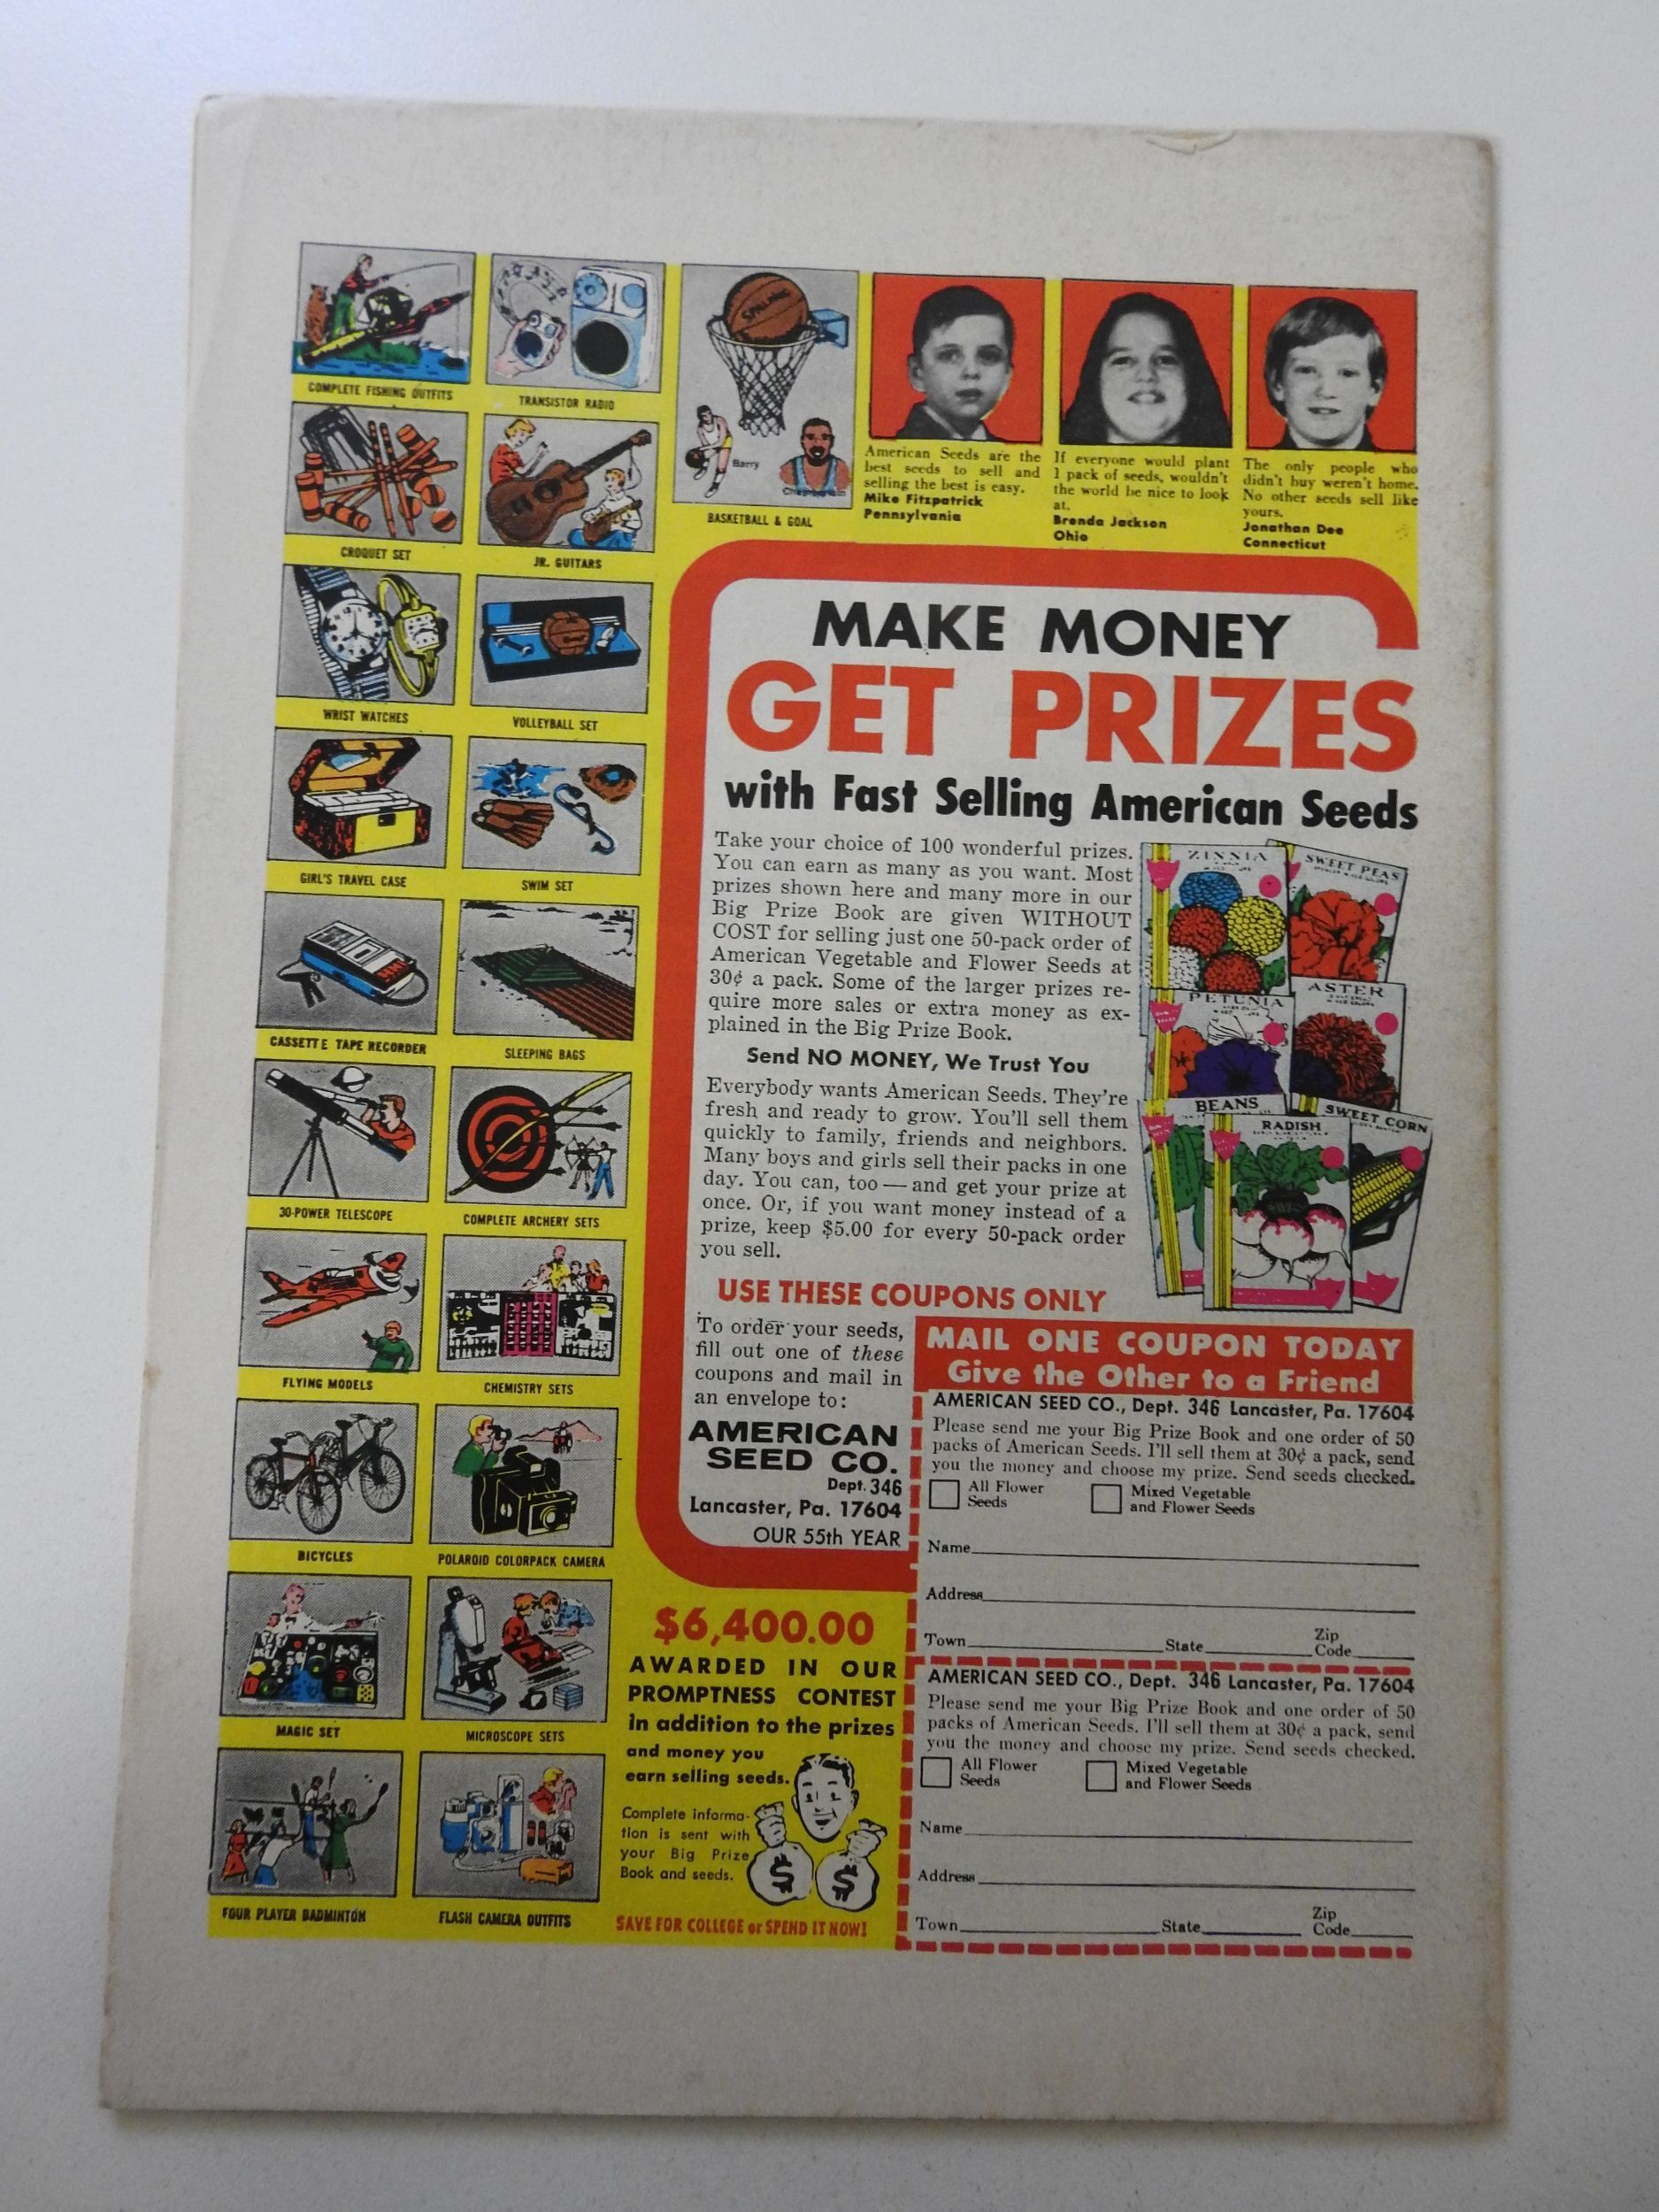 COMPLETE FISHING OUTFITS
TRANSISTOR RADIO
CROQUET SET
JR. GUITARS
WRIST WATCHES
VOLLEYBALL SET
GIRL'S TRAVEL CASE
SWIM SET
CASSETTE TAPE RECORDER
SLEEPING BAGS
30-POWER TELESCOPE
COMPLETE ARCHERY SETS
FLYING MODELS
CHEMISTRY SETS
BICYCLES
POLAROID COLORPACK CAMERA
MAGIC SET
MICROSCOPE SETS
FOUR PLAYER BADMINTON
FLASH CAMERA OUTFITS
SPALDING
Barry
Chamberlain
BASKETBALL & GOAL
American Seeds are the
best seeds to sell and
selling the best is easy.
Mike Fitzpatrick
Pennsylvania
If everyone would plant
1 pack of seeds, wouldn't
the world be nice to look
at.
Brenda Jackson
Ohio
The only people who
didn't buy weren't home.
No other seeds sell like
yours.
Jonathan Dee
Connecticut
MAKE MONEY
GET PRIZES
with Fast Selling American Seeds
Take your choice of 100 wonderful prizes.
You can earn as many as you want. Most
prizes shown here and many more in our
Big Prize Book are given WITHOUT
COST for selling just one 50-pack order of
American Vegetable and Flower Seeds at
30¢ a pack. Some of the larger prizes re-
quire more sales or extra money as ex-
plained in the Big Prize Book.
Send NO MONEY, We Trust You
Everybody wants American Seeds. They're
fresh and ready to grow. You'll sell them
quickly to family, friends and neighbors.
Many boys and girls sell their packs in one
day. You can, too — and get your prize at
once. Or, if you want money instead of a
prize, keep $5.00 for every 50-pack order
you sell.
ZINNIA
SWEET PEAS
PETUNIA
ASTER
BEANS
RADISH
SWEET CORN
USE THESE COUPONS ONLY
To order your seeds,
fill out one of these
coupons and mail in
an envelope to:
AMERICAN
SEED CO.
Dept. 346
Lancaster, Pa. 17604
OUR 55th YEAR
MAIL ONE COUPON TODAY
Give the Other to a Friend
AMERICAN SEED CO., Dept. 346 Lancaster, Pa. 17604
Please send me your Big Prize Book and one order of 50
packs of American Seeds. I'll sell them at 30¢ a pack, send
you the money and choose my prize. Send seeds checked.
All Flower
Seeds
Mixed Vegetable
and Flower Seeds
Name
Address
Town State Zip
Code
AMERICAN SEED CO., Dept. 346 Lancaster, Pa. 17604
Please send me your Big Prize Book and one order of 50
packs of American Seeds. I'll sell them at 30¢ a pack, send
you the money and choose my prize. Send seeds checked.
All Flower
Seeds
Mixed Vegetable
and Flower Seeds
Name
Address
Town State Zip
Code
$6,400.00
AWARDED IN OUR
PROMPTNESS CONTEST
in addition to the prizes
and money you
earn selling seeds.
Complete informa-
tion is sent with
your Big Prize
Book and seeds.
$ $
SAVE FOR COLLEGE or SPEND IT NOW!